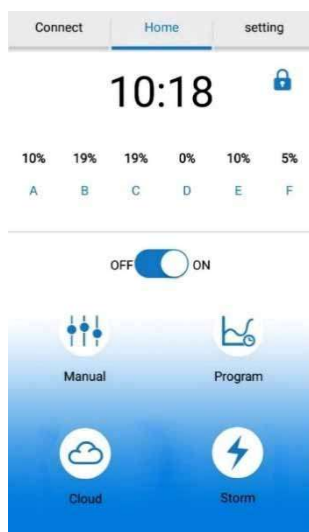 Connect Home setting
10:18
10% 19% 19% 0% 10% 5%
A B C D E F
OFF ON
Manual Program
Cloud Storm